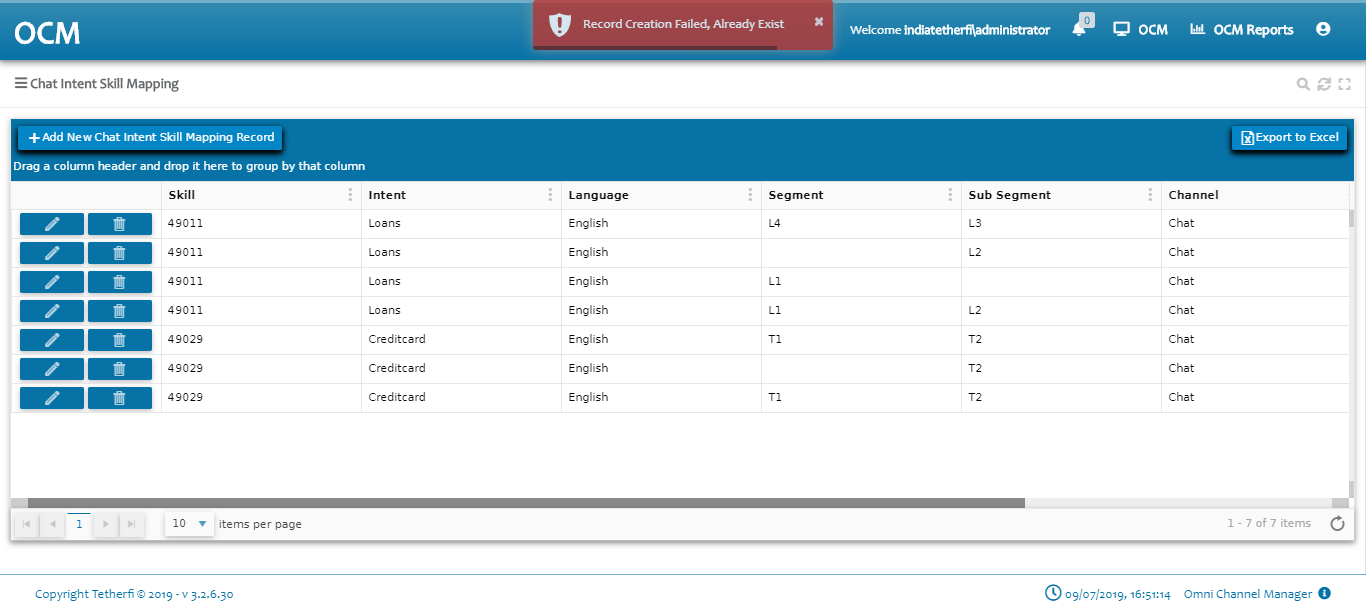 OCM
Record Creation Failed, Already Exist
Welcome indiatetherfi\administrator
0
OCM
OCM Reports
Chat Intent Skill Mapping
Add New Chat Intent Skill Mapping Record
Export to Excel
Drag a column header and drop it here to group by that column
Skill Intent Language Segment Sub Segment Channel
49011 Loans English L4 L3 Chat
49011 Loans English L2 Chat
49011 Loans English L1 Chat
49011 Loans English L1 L2 Chat
49029 Creditcard English T1 T2 Chat
49029 Creditcard English T2 Chat
49029 Creditcard English T1 T2 Chat
1 10 items per page 1 - 7 of 7 items
Copyright Tetherfi © 2019 - v 3.2.6.30 09/07/2019, 16:51:14 Omni Channel Manager